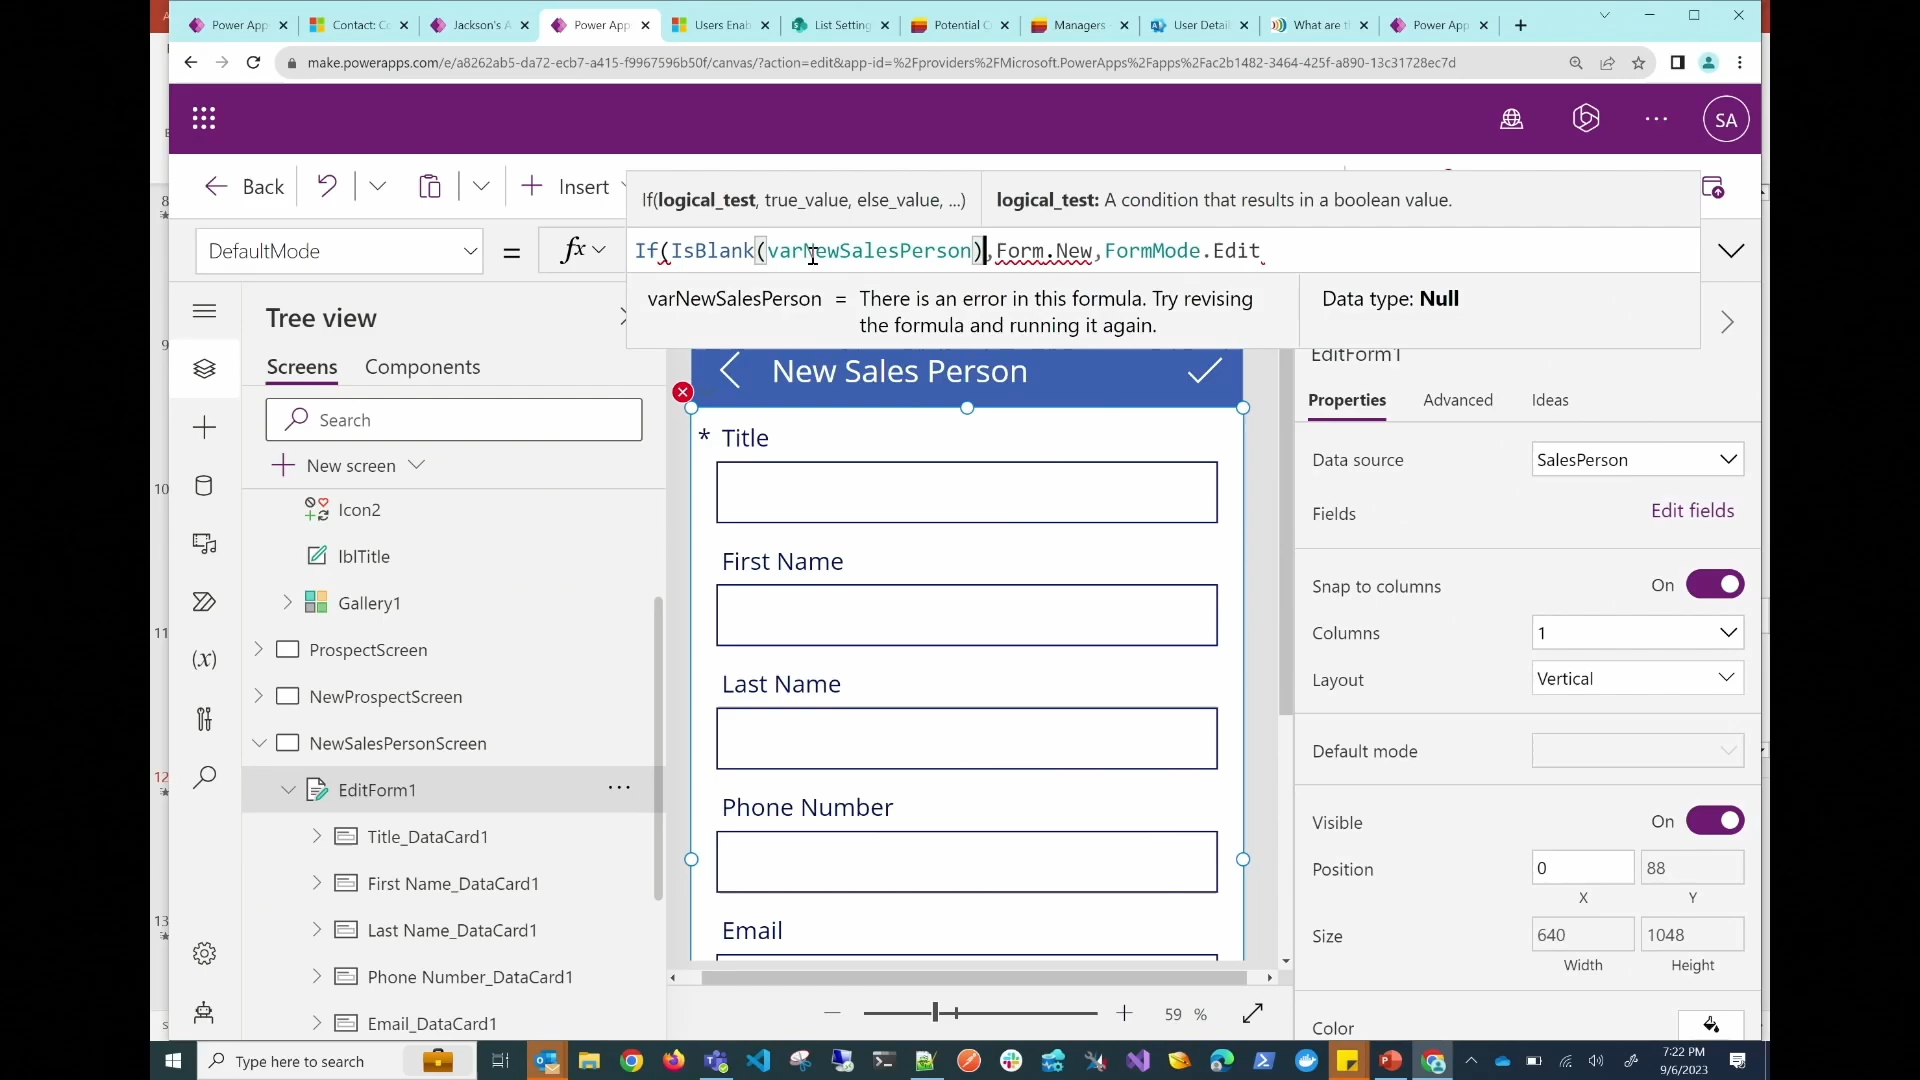 Power App
Contact: C
Jackson's A
Power App
Users Enab
List Setting
Potential C
Managers
User Detail
What are t
Power App
make.powerapps.com/e/a8262ab5-da72-ecb7-a415-f9967596b50f/canvas/?action=edit&app-id=%2Fproviders%2FMicrosoft.PowerApps%2Fapps%2Fac2b1482-3464-425f-a890-13c31728ec7d
SA
Back
Insert
If(logical_test, true_value, else_value, ...)
logical_test: A condition that results in a boolean value.
DefaultMode
=
fx
If(IsBlank(varNewSalesPerson),Form.New,FormMode.Edit
varNewSalesPerson = There is an error in this formula. Try revising
the formula and running it again.
Data type: Null
Tree view
Screens
Components
Search
New screen
Icon2
lblTitle
Gallery1
ProspectScreen
NewProspectScreen
NewSalesPersonScreen
EditForm1
Title_DataCard1
First Name_DataCard1
Last Name_DataCard1
Phone Number_DataCard1
Email_DataCard1
8
9
10
11
12
13
New Sales Person
* Title
First Name
Last Name
Phone Number
Email
59 %
EditForm1
Properties
Advanced
Ideas
Data source
SalesPerson
Fields
Edit fields
Snap to columns
On
Columns
1
Layout
Vertical
Default mode
Visible
On
Position
0
88
X
Y
Size
640
1048
Width
Height
Color
Type here to search
7:22 PM
9/6/2023